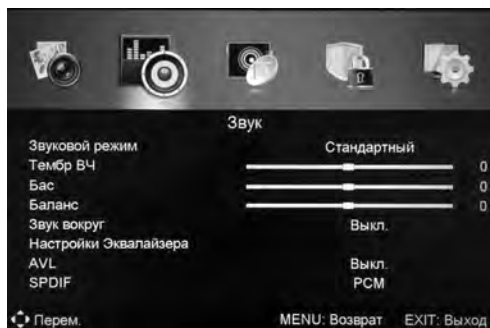 Звук
Звуковой режим Стандартный
Тембр ВЧ 0
Бас 0
Баланс 0
Звук вокруг Выкл.
Настройки Эквалайзера
AVL Выкл.
SPDIF PCM
Перем. MENU: Возврат EXIT: Выход